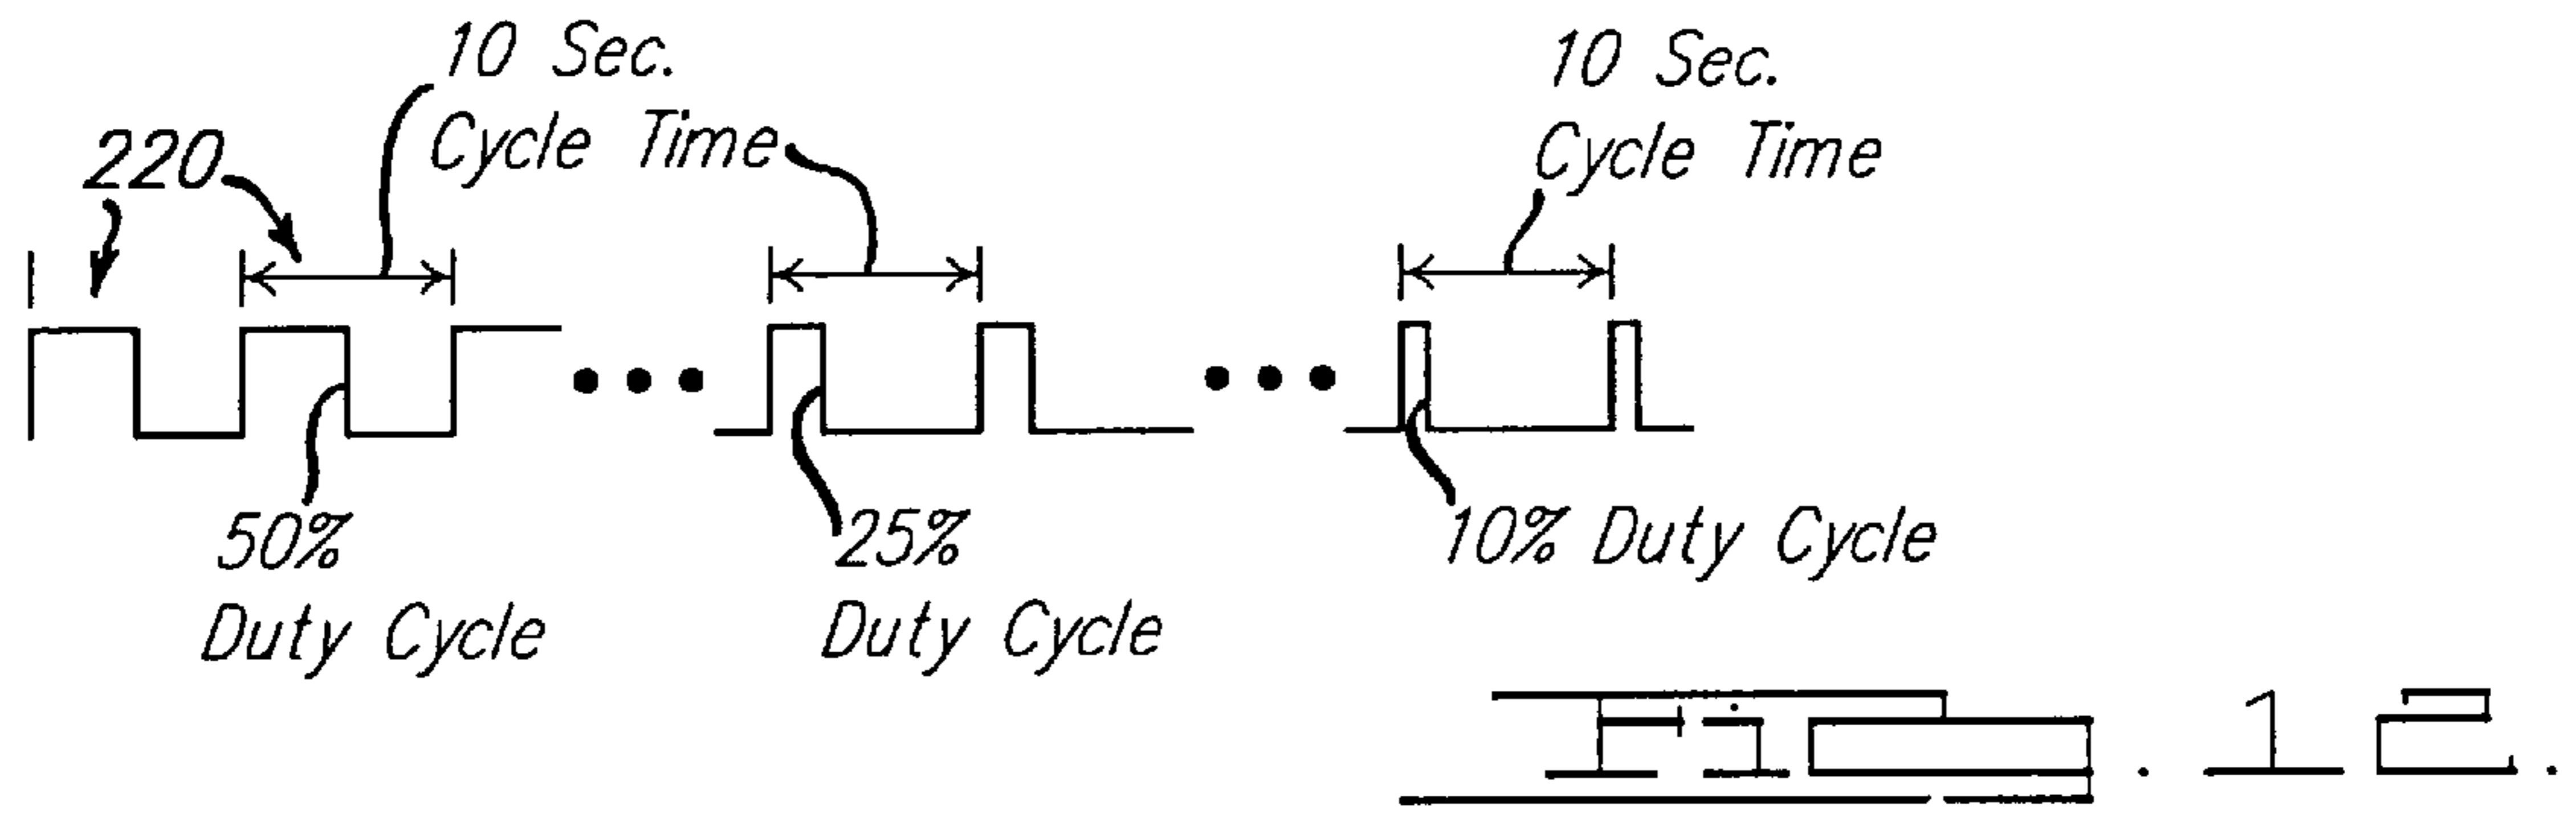 10 Sec.
Cycle Time
10 Sec.
Cycle Time
220
50%
Duty Cycle
25%
Duty Cycle
10% Duty Cycle
Fig. 12.